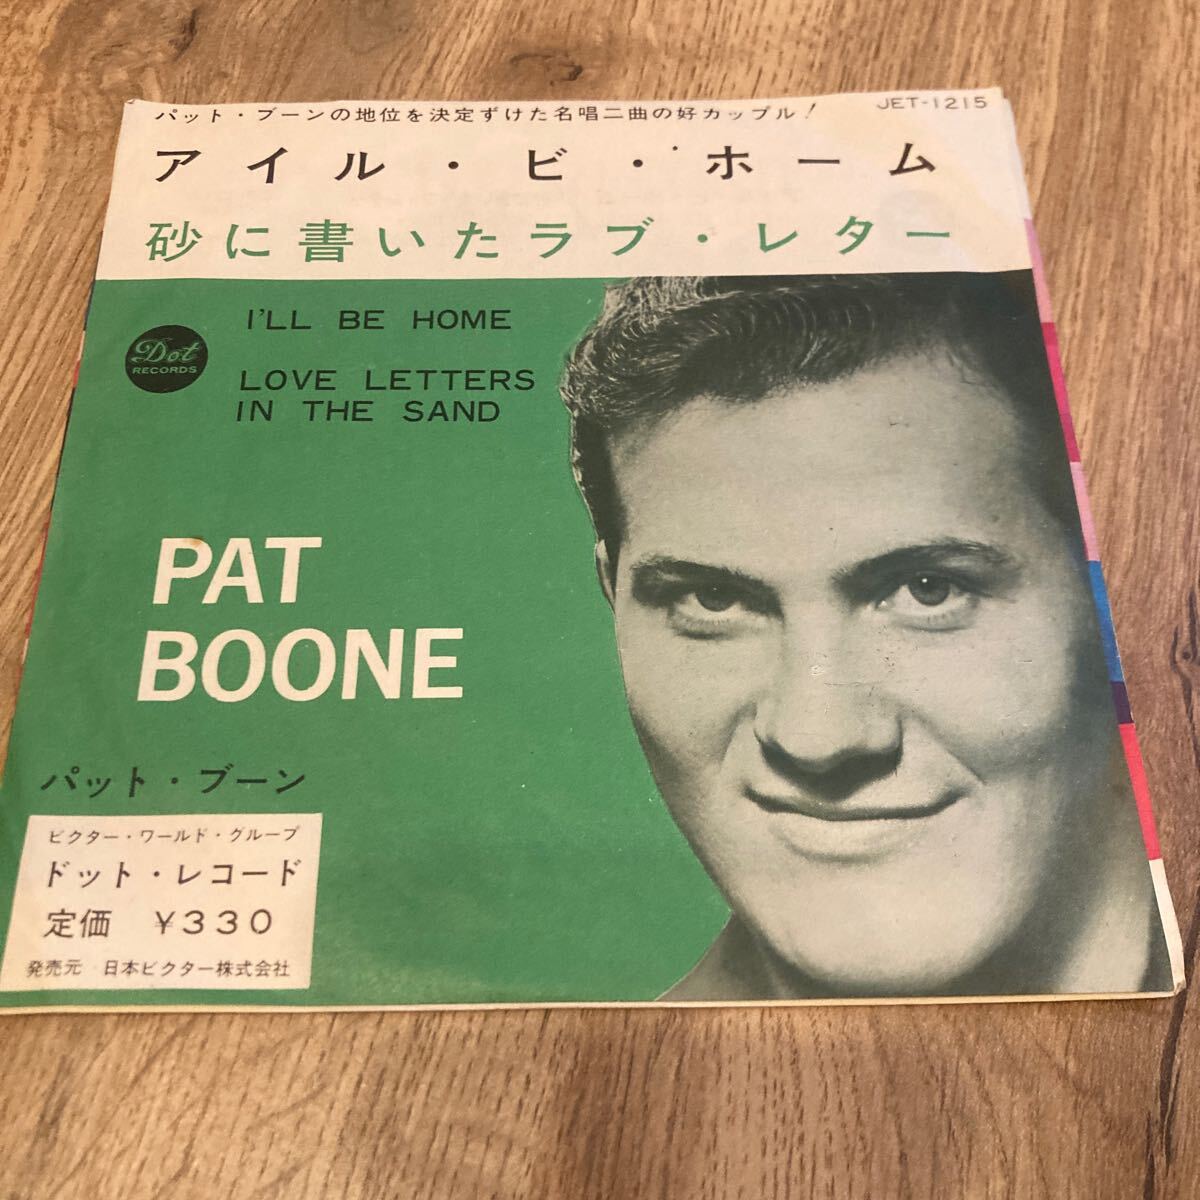 パット・ブーンの地位を決定ずけた名唱二曲の好カップル!
JET-1215
アイル・ビ・ホーム
砂に書いたラブ・レター
Dot
RECORDS
I'LL BE HOME
LOVE LETTERS
IN THE SAND
PAT
BOONE
パット・ブーン
ビクター・ワールド・グループ
ドット・レコード
定価 ¥330
発売元 日本ビクター株式会社